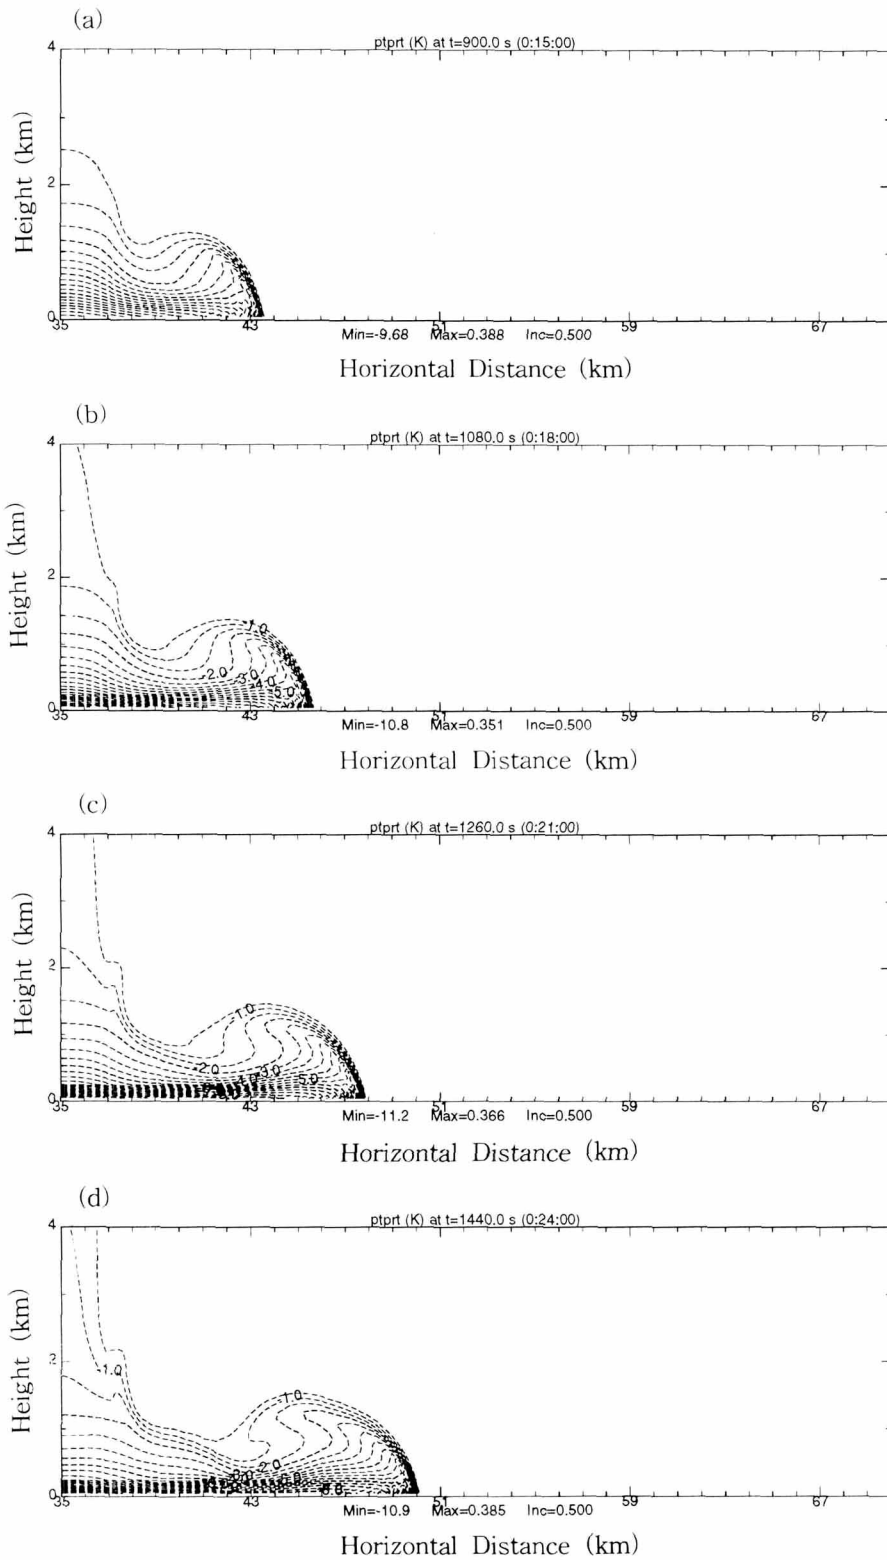 (a)
ptprt (K) at t=900.0 s (0:15:00)
4
2
0
Height (km)
35 43 51 59 67
Min=-9.68 Max=0.388 Inc=0.500
Horizontal Distance (km)
(b)
ptprt (K) at t=1080.0 s (0:18:00)
4
2
0
Height (km)
-1.0
-2.0 -3.0 -4.0 -5.0
35 43 51 59 67
Min=-10.8 Max=0.351 Inc=0.500
Horizontal Distance (km)
(c)
ptprt (K) at t=1260.0 s (0:21:00)
4
2
0
Height (km)
-1.0
-2.0 -4.0 -3.0 -5.0
35 43 51 59 67
Min=-11.2 Max=0.366 Inc=0.500
Horizontal Distance (km)
(d)
ptprt (K) at t=1440.0 s (0:24:00)
4
2
0
Height (km)
-1.0
-1.0
-2.0
35 43 51 59 67
Min=-10.9 Max=0.385 Inc=0.500
Horizontal Distance (km)